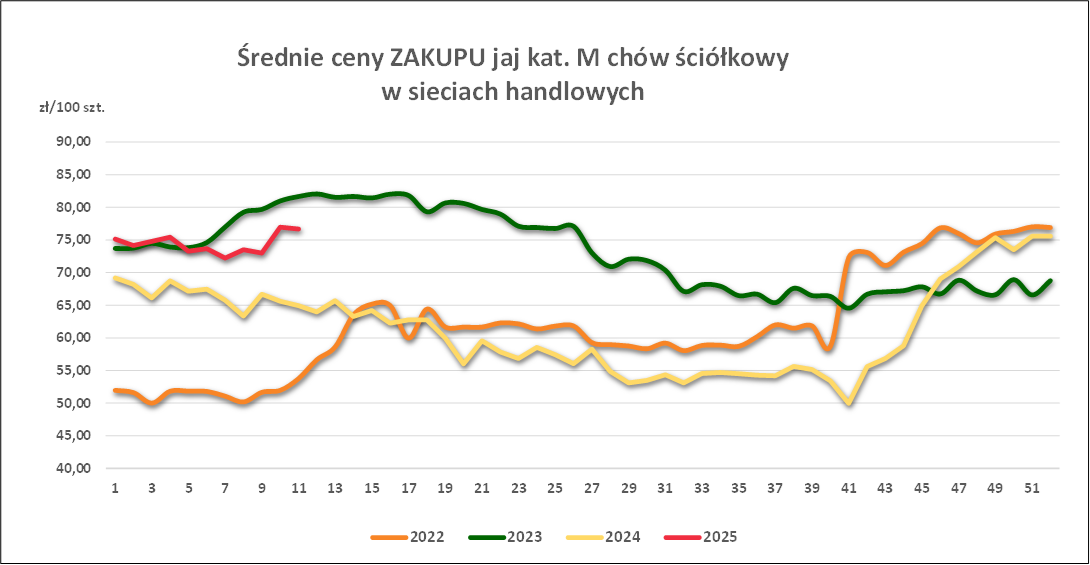 Średnie ceny ZAKUPU jaj kat. M chów ściółkowy
w sieciach handlowych
zł/100 szt.
90,00
85,00
80,00
75,00
70,00
65,00
60,00
55,00
50,00
45,00
40,00
1 3 5 7 9 11 13 15 17 19 21 23 25 27 29 31 33 35 37 39 41 43 45 47 49 51
2022 2023 2024 2025